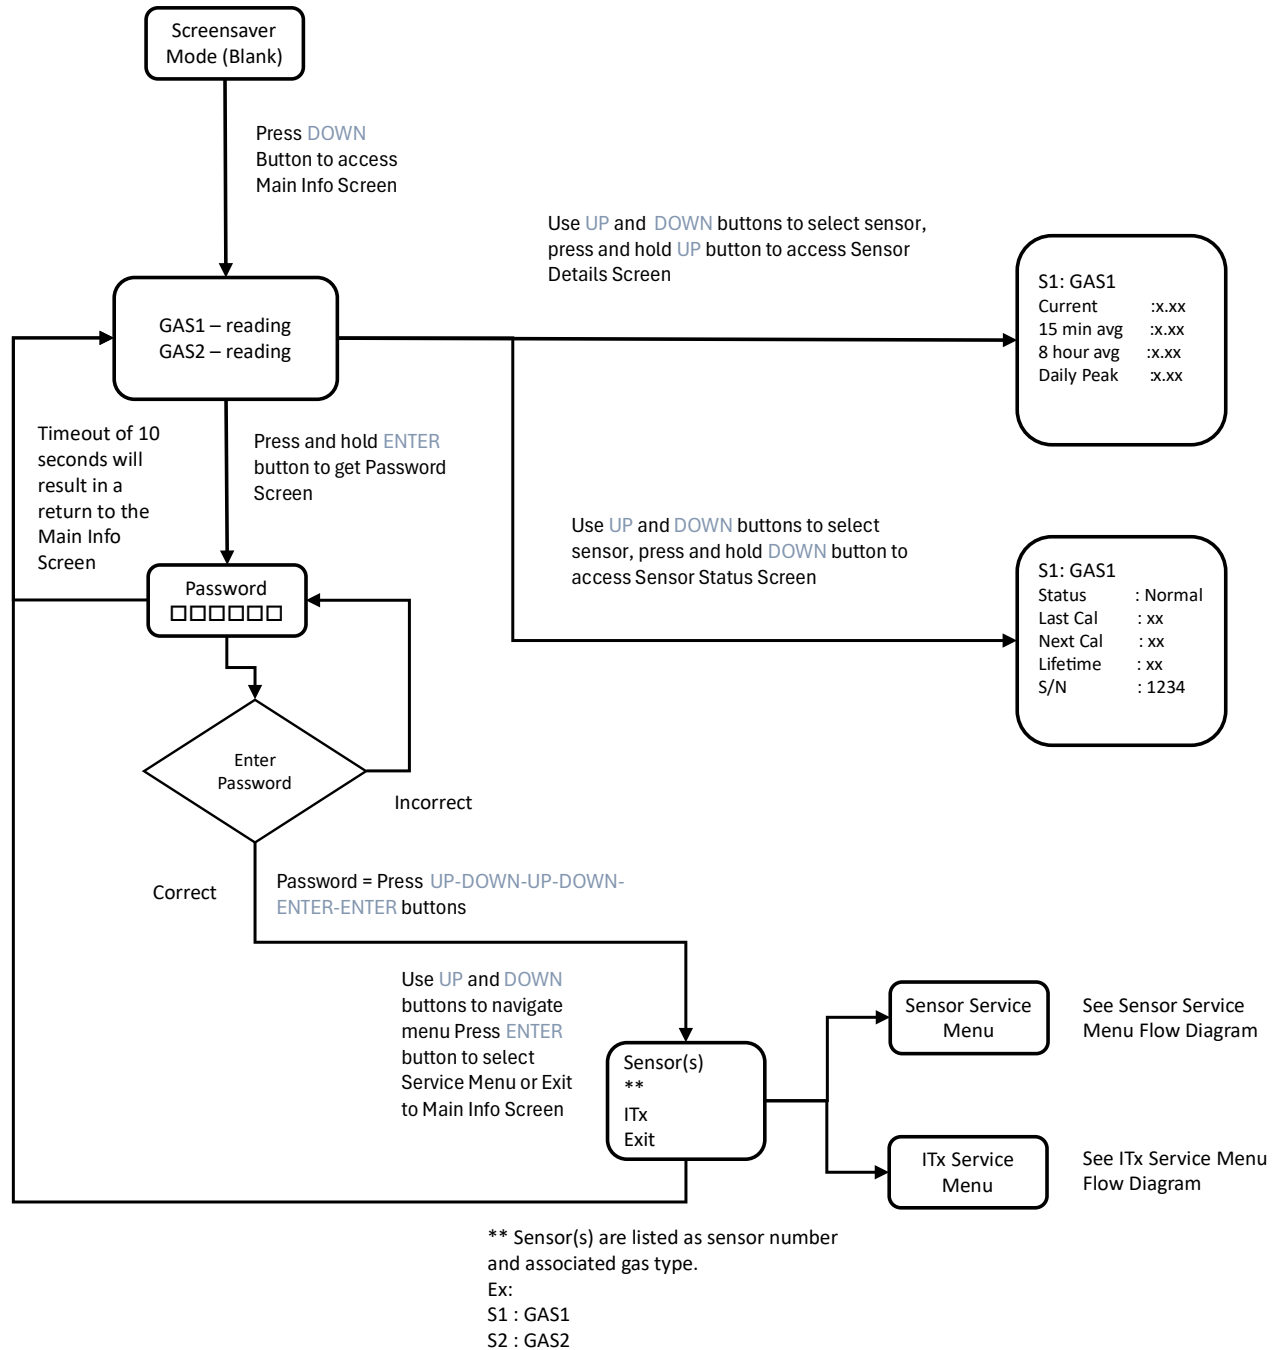 Screensaver
Mode (Blank)
Press DOWN
Button to access
Main Info Screen
Use UP and DOWN buttons to select sensor,
press and hold UP button to access Sensor
Details Screen
S1: GAS1
Current :x.xx
15 min avg :x.xx
8 hour avg :x.xx
Daily Peak :x.xx
GAS1 – reading
GAS2 – reading
Timeout of 10
seconds will
result in a
return to the
Main Info
Screen
Press and hold ENTER
button to get Password
Screen
Use UP and DOWN buttons to select
sensor, press and hold DOWN button to
access Sensor Status Screen
S1: GAS1
Status : Normal
Last Cal : xx
Next Cal : xx
Lifetime : xx
S/N : 1234
Password
□□□□□□
Enter
Password
Incorrect
Correct
Password = Press UP-DOWN-UP-DOWN-
ENTER-ENTER buttons
Use UP and DOWN
buttons to navigate
menu Press ENTER
button to select
Service Menu or Exit
to Main Info Screen
Sensor(s)
**
ITx
Exit
Sensor Service
Menu
See Sensor Service
Menu Flow Diagram
ITx Service
Menu
See ITx Service Menu
Flow Diagram
** Sensor(s) are listed as sensor number
and associated gas type.
Ex:
S1 : GAS1
S2 : GAS2